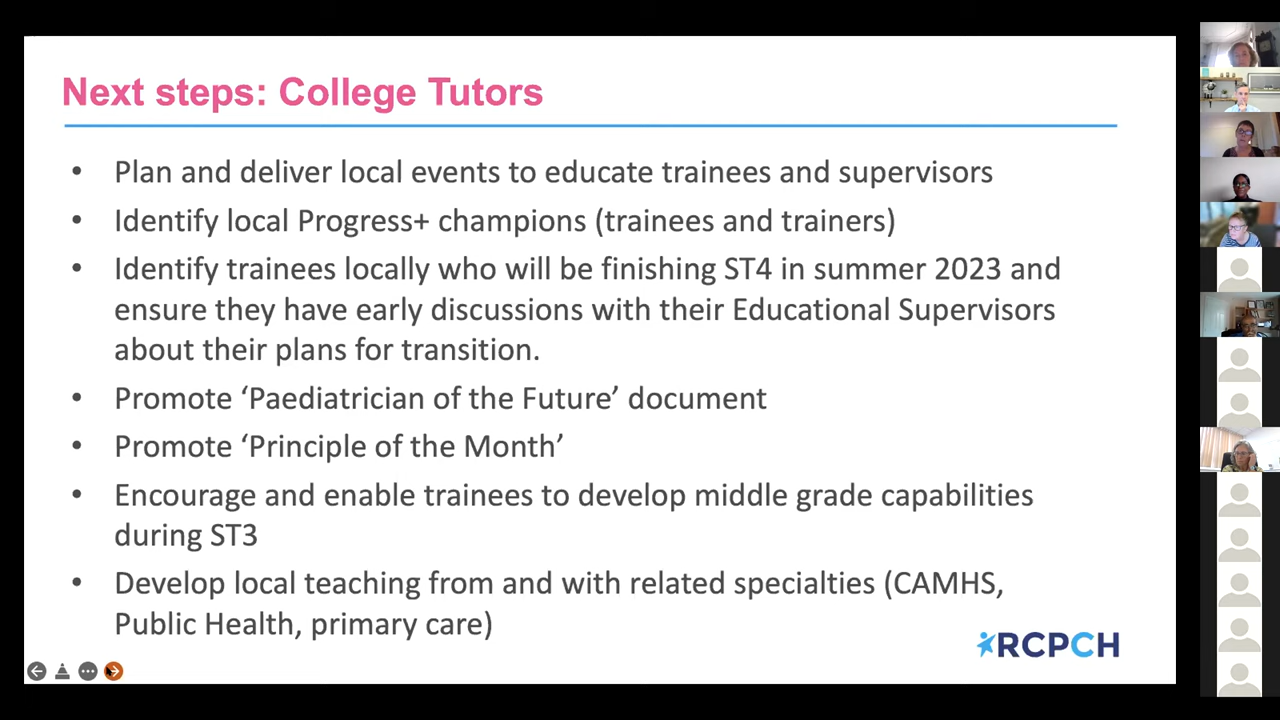 Next steps: College Tutors
• Plan and deliver local events to educate trainees and supervisors
• Identify local Progress+ champions (trainees and trainers)
• Identify trainees locally who will be finishing ST4 in summer 2023 and
ensure they have early discussions with their Educational Supervisors
about their plans for transition.
• Promote ‘Paediatrician of the Future’ document
• Promote ‘Principle of the Month’
• Encourage and enable trainees to develop middle grade capabilities
during ST3
• Develop local teaching from and with related specialties (CAMHS,
Public Health, primary care)
RCPCH